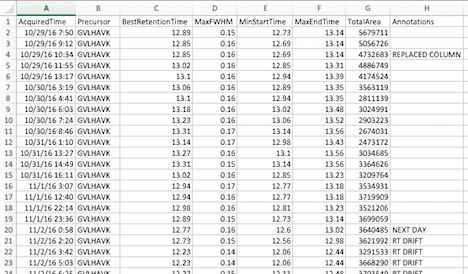 A B C D E F G H
1 AcquiredTime Precursor BestRetentionTime MaxFWHM MinStartTime MaxEndTime TotalArea Annotations
2 10/29/16 7:50 GVLHAVK 12.89 0.15 12.73 13.14 5679711
3 10/29/16 9:12 GVLHAVK 12.85 0.16 12.69 13.14 5056726
4 10/29/16 10:34 GVLHAVK 12.85 0.16 12.69 13.14 4732683 REPLACED COLUMN
5 10/29/16 11:55 GVLHAVK 13.02 0.16 12.85 13.31 4886749
6 10/29/16 13:17 GVLHAVK 13.1 0.16 12.94 13.39 4174524
7 10/30/16 3:19 GVLHAVK 13.06 0.16 12.89 13.35 3563119
8 10/30/16 4:41 GVLHAVK 13.1 0.16 12.94 13.35 2811139
9 10/30/16 6:03 GVLHAVK 13.18 0.16 13.02 13.48 3024991
10 10/30/16 7:24 GVLHAVK 13.23 0.16 13.06 13.52 2903223
11 10/30/16 8:46 GVLHAVK 13.31 0.17 13.14 13.56 2674031
12 10/31/16 1:10 GVLHAVK 13.14 0.17 12.98 13.43 2473172
13 10/31/16 13:27 GVLHAVK 13.27 0.16 13.1 13.56 3034685
14 10/31/16 14:49 GVLHAVK 13.31 0.16 13.14 13.56 3364626
15 10/31/16 16:11 GVLHAVK 13.02 0.16 12.85 13.23 3209764
16 11/1/16 3:07 GVLHAVK 12.94 0.16 12.77 13.18 3534931
17 11/1/16 12:40 GVLHAVK 12.94 0.16 12.77 13.18 3719909
18 11/1/16 22:14 GVLHAVK 12.98 0.16 12.81 13.23 3521206
19 11/1/16 23:36 GVLHAVK 12.89 0.15 12.73 13.14 3699059
20 11/2/16 0:58 GVLHAVK 12.77 0.16 12.6 13.02 3640485 NEXT DAY
21 11/2/16 2:20 GVLHAVK 12.73 0.15 12.56 12.98 3621992 RT DRIFT
22 11/2/16 3:42 GVLHAVK 12.23 0.14 12.06 12.44 3291533 RT DRIFT
23 11/2/16 5:03 GVLHAVK 12.23 0.14 12.06 12.44 3668290 RT DRIFT